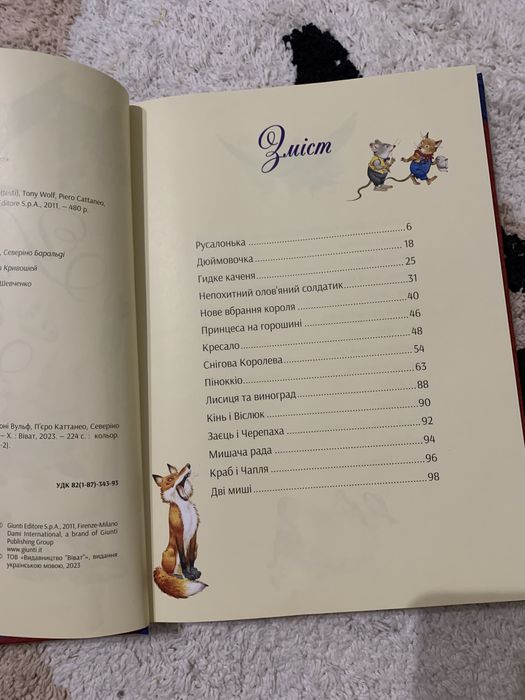 (testi), Tony Wolf, Piero Cattaneo,
Editore S.p.A., 2011. — 480 p.
, Северіно Баральді
а Кривошей
Шевченко
оні Вульф, П'єро Каттанео, Северіно
— Х. : Віват, 2023. — 224 с. : кольор.
-2).
УДК 82(1-87)-343-93
© Giunti Editore S.p.A., 2011, Firenze-Milano
Dami International, a brand of Giunti
Publishing Group
www.giunti.it
© ТОВ «Видавництво "Віват"», видання
українською мовою, 2023
Зміст
Русалонька 6
Дюймовочка 18
Гидке каченя 25
Непохитний олов'яний солдатик 31
Нове вбрання короля 40
Принцеса на горошині 46
Кресало 48
Снігова Королева 54
Піноккіо 63
Лисиця та виноград 88
Кінь і Віслюк 90
Заєць і Черепаха 92
Мишача рада 94
Краб і Чапля 96
Дві миші 98